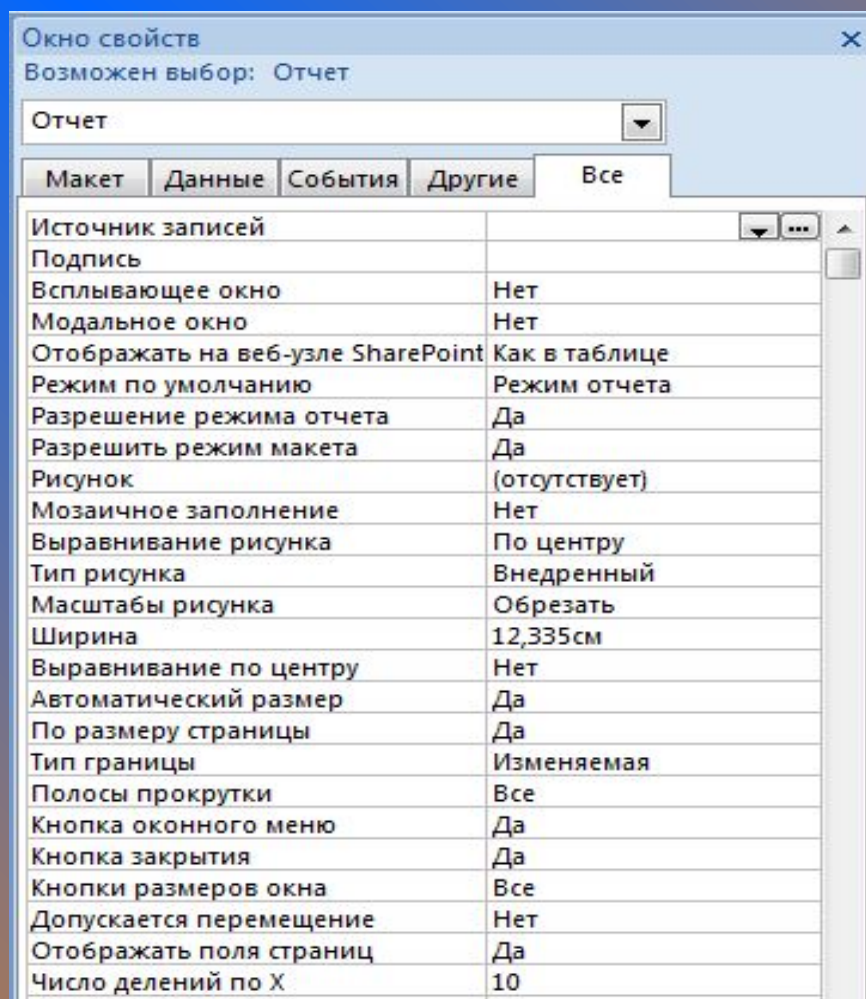 Окно свойств
Возможен выбор: Отчет
Отчет
Макет Данные События Другие Все
Источник записей
Подпись
Всплывающее окно Нет
Модальное окно Нет
Отображать на веб-узле SharePoint Как в таблице
Режим по умолчанию Режим отчета
Разрешение режима отчета Да
Разрешить режим макета Да
Рисунок (отсутствует)
Мозаичное заполнение Нет
Выравнивание рисунка По центру
Тип рисунка Внедренный
Масштабы рисунка Обрезать
Ширина 12,335см
Выравнивание по центру Нет
Автоматический размер Да
По размеру страницы Да
Тип границы Изменяемая
Полосы прокрутки Все
Кнопка оконного меню Да
Кнопка закрытия Да
Кнопки размеров окна Все
Допускается перемещение Нет
Отображать поля страниц Да
Число делений по X 10